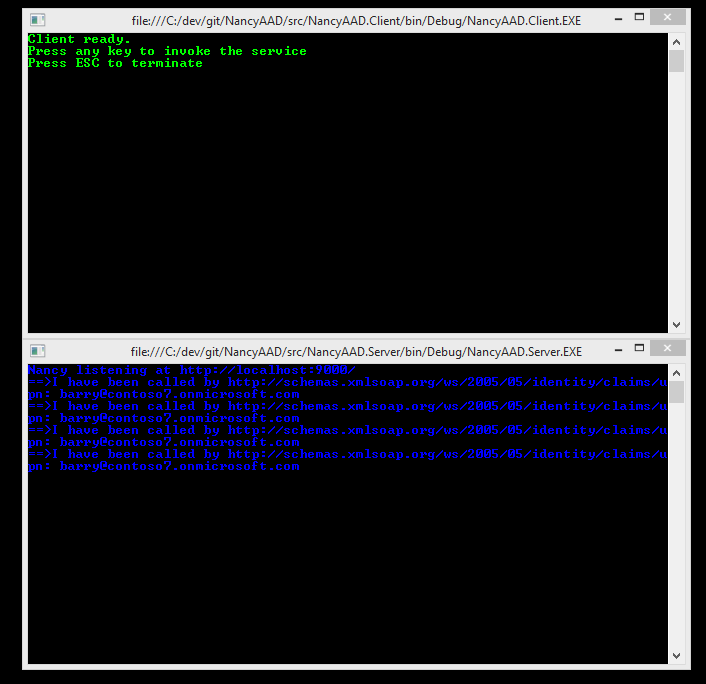 file:///C:/dev/git/NancyAAD/src/NancyAAD.Client/bin/Debug/NancyAAD.Client.EXE
Client ready.
Press any key to invoke the service
Press ESC to terminate
file:///C:/dev/git/NancyAAD/src/NancyAAD.Server/bin/Debug/NancyAAD.Server.EXE
Nancy listening at http://localhost:9000/
==>I have been called by http://schemas.xmlsoap.org/ws/2005/05/identity/claims/u
pn: harry@contoso7.onmicrosoft.com
==>I have been called by http://schemas.xmlsoap.org/ws/2005/05/identity/claims/u
pn: harry@contoso7.onmicrosoft.com
==>I have been called by http://schemas.xmlsoap.org/ws/2005/05/identity/claims/u
pn: harry@contoso7.onmicrosoft.com
==>I have been called by http://schemas.xmlsoap.org/ws/2005/05/identity/claims/u
pn: harry@contoso7.onmicrosoft.com